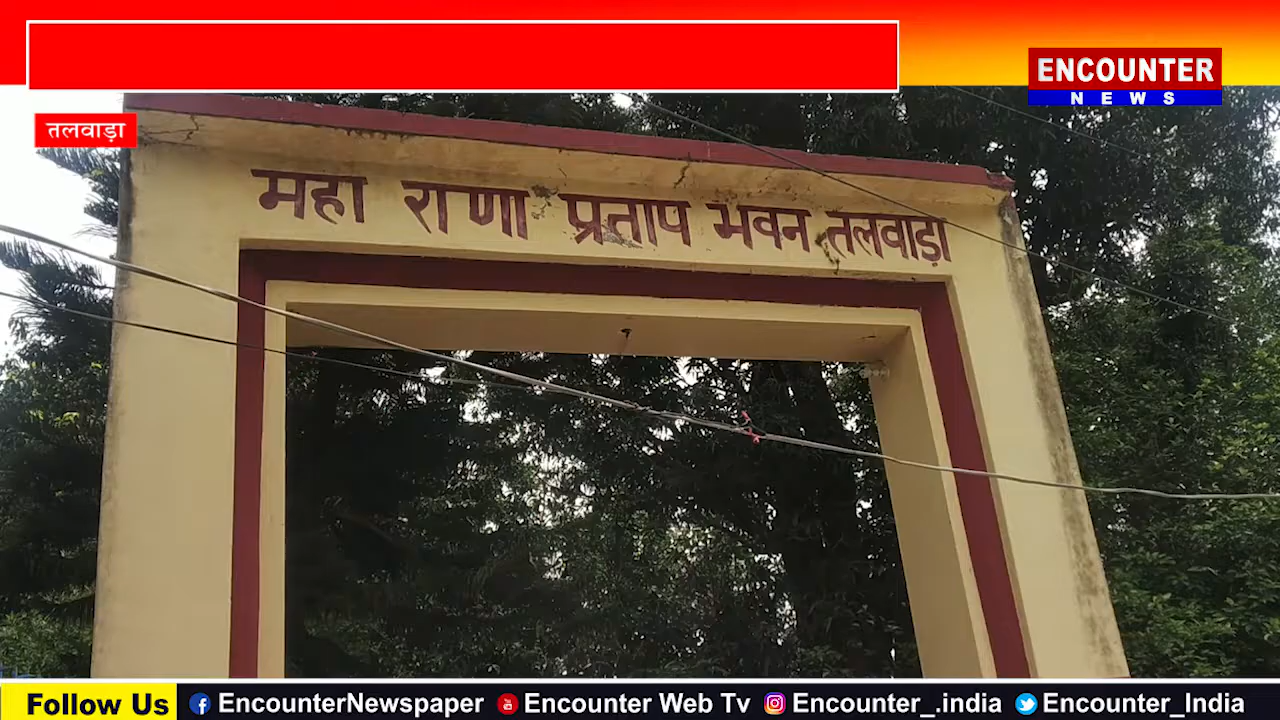 ENCOUNTER
NEWS
तलवाड़ा
महा राणा प्रताप भवन तलवाड़ा
Follow Us EncounterNewspaper Encounter Web Tv Encounter_.india Encounter_India